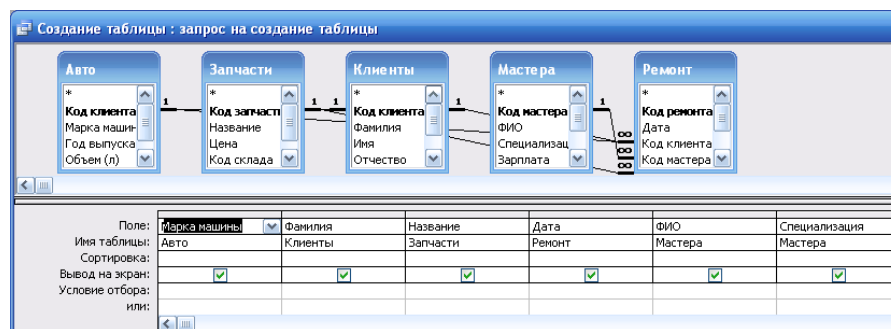 Создание таблицы : запрос на создание таблицы
Авто
*
Код клиента
Марка машин
Год выпуска
Объем (л)
Запчасти
*
Код запчаст
Название
Цена
Код склада
Клиенты
*
Код клиента
Фамилия
Имя
Отчество
Мастера
*
Код мастера
ФИО
Специализац
Зарплата
Ремонт
*
Код ремонта
Дата
Код клиента
Код мастера
1 1 1 1 1
∞
∞
∞
Поле: Марка машины Фамилия Название Дата ФИО Специализация
Имя таблицы: Авто Клиенты Запчасти Ремонт Мастера Мастера
Сортировка:
Вывод на экран:
Условие отбора:
или: